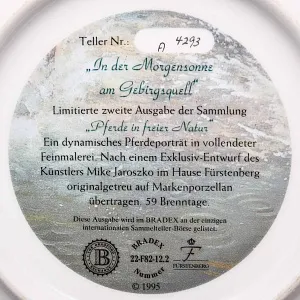 Teller Nr.: A 4293
„In der Morgensonne
am Gebirgsquell"
Limitierte zweite Ausgabe der Sammlung
„Pferde in freier Natur"
Ein dynamisches Pferdeporträt in vollendeter
Feinmalerei. Nach einem Exklusiv-Entwurf des
Künstlers Mike Jaroszko im Hause Fürstenberg
originalgetreu auf Markenporzellan
übertragen. 59 Brenntage.
Diese Ausgabe wird im BRADEX an der einzigen
internationalen Sammelteller-Börse gelistet.
B
BRADEX
22-F82-12.2
Nummer
F
FÜRSTENBERG
© 1995